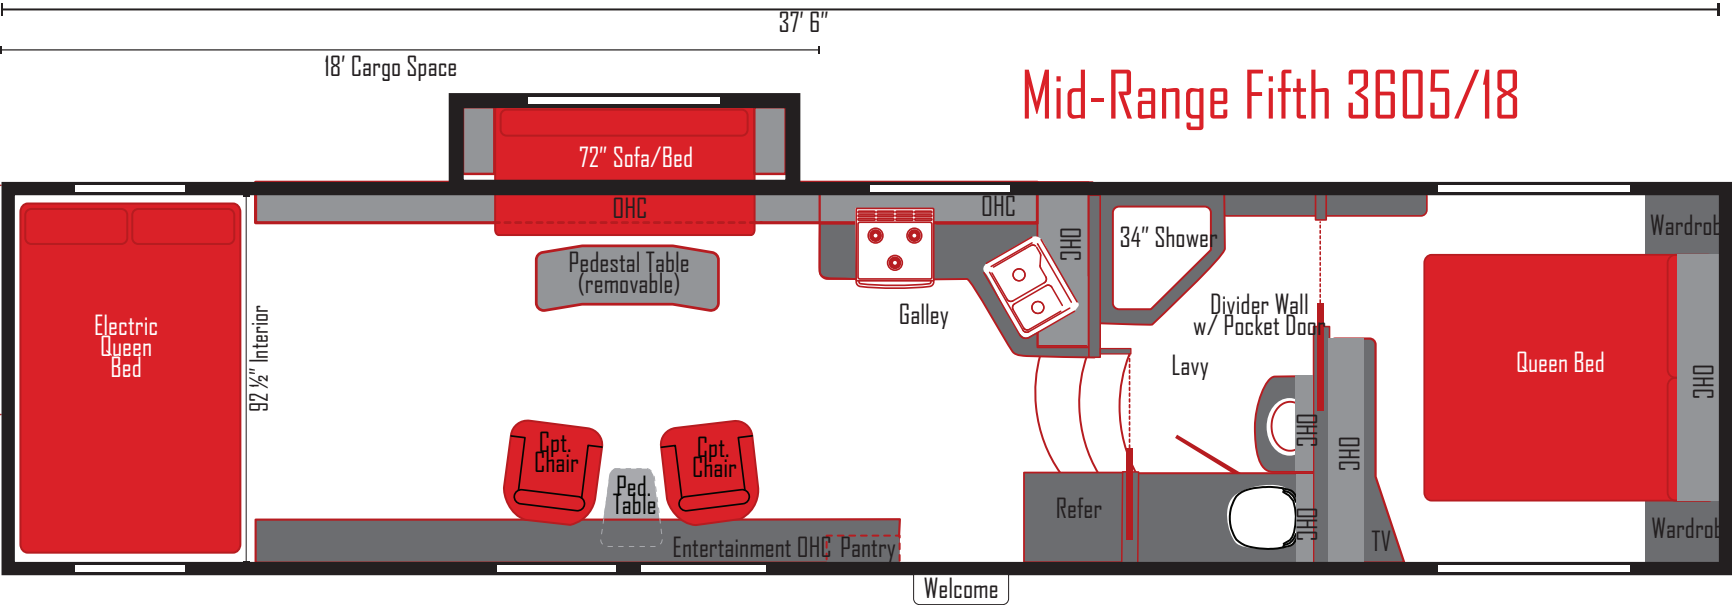 37' 6"
18' Cargo Space
Mid-Range Fifth 3605/18
72" Sofa/Bed
OHC
OHC
OHC
34" Shower
Wardrob
Pedestal Table
(removable)
Galley
Divider Wall
w/ Pocket Door
Electric
Queen
Bed
92 ½" Interior
Lavy
Queen Bed
OHC
Cpt.
Chair
Cpt.
Chair
OHC
OHC
Ped.
Table
Refer
OHC
Entertainment OHC
Pantry
TV
Wardrob
Welcome